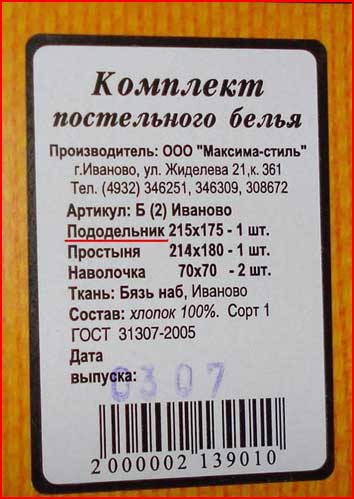 Комплект
постельного белья
Производитель: ООО "Максима-стиль"
г.Иваново, ул. Жиделева 21,к. 361
Тел. (4932) 346251, 346309, 308672
Артикул: Б (2) Иваново
Пододельник 215х175 - 1 шт.
Простыня 214х180 - 1 шт.
Наволочка 70х70 - 2 шт.
Ткань: Бязь наб, Иваново
Состав: хлопок 100%. Сорт 1
ГОСТ 31307-2005
Дата
выпуска: 0307
2 000002 139010